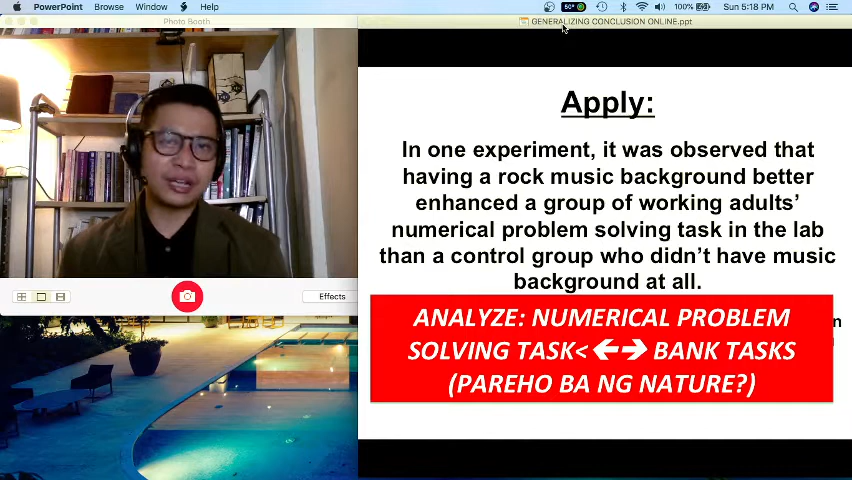 PowerPoint Browse Window Help
50° 100% Sun 5:18 PM
Photo Booth
GENERALIZING CONCLUSION ONLINE.ppt
Apply:
In one experiment, it was observed that
having a rock music background better
enhanced a group of working adults’
numerical problem solving task in the lab
than a control group who didn’t have music
background at all.
ANALYZE: NUMERICAL PROBLEM
SOLVING TASK< ←→ BANK TASKS
(PAREHO BA NG NATURE?)
Effects